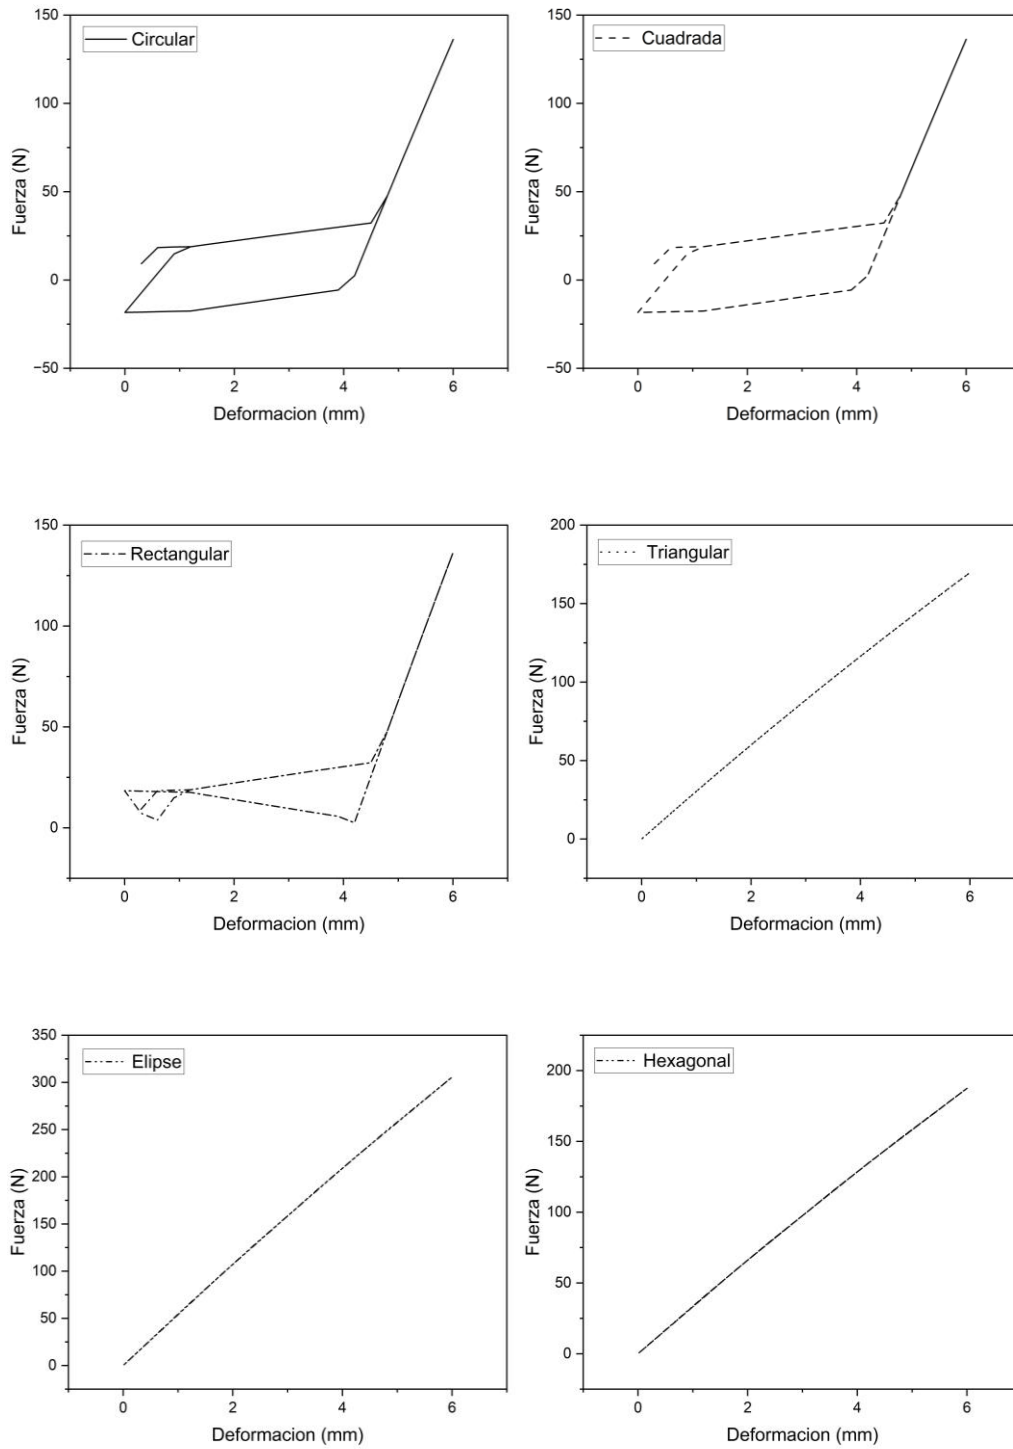 Circular
150
100
50
0
−50
Fuerza (N)
0 2 4 6
Deformacion (mm)
Cuadrada
150
100
50
0
−50
Fuerza (N)
0 2 4 6
Deformacion (mm)
Rectangular
150
100
50
0
Fuerza (N)
0 2 4 6
Deformacion (mm)
Triangular
200
150
100
50
0
Fuerza (N)
0 2 4 6
Deformacion (mm)
Elipse
350
300
250
200
150
100
50
0
Fuerza (N)
0 2 4 6
Deformacion (mm)
Hexagonal
200
150
100
50
0
Fuerza (N)
0 2 4 6
Deformacion (mm)